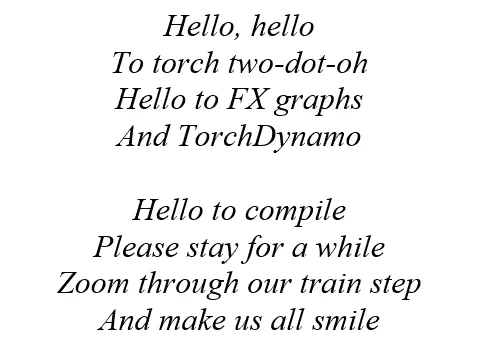 Hello, hello
To torch two-dot-oh
Hello to FX graphs
And TorchDynamo
Hello to compile
Please stay for a while
Zoom through our train step
And make us all smile